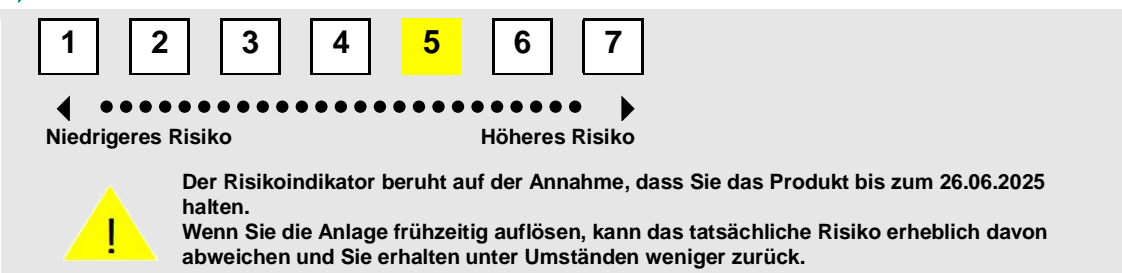 1 2 3 4 5 6 7
Niedrigeres Risiko Höheres Risiko
Der Risikoindikator beruht auf der Annahme, dass Sie das Produkt bis zum 26.06.2025
halten.
Wenn Sie die Anlage frühzeitig auflösen, kann das tatsächliche Risiko erheblich davon
abweichen und Sie erhalten unter Umständen weniger zurück.
!